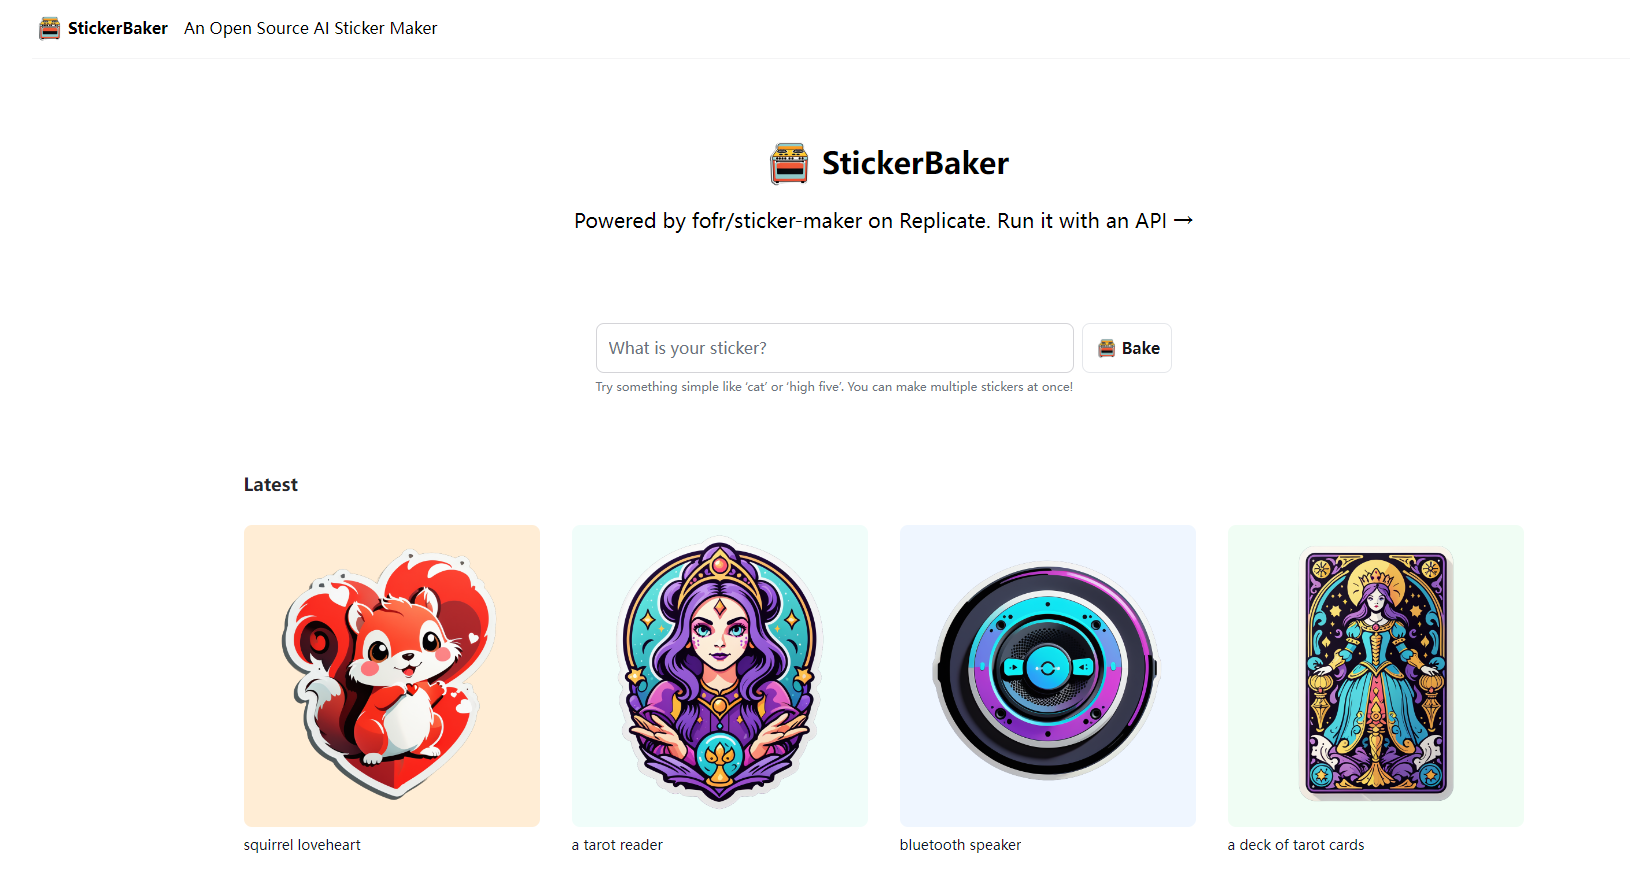 StickerBaker An Open Source AI Sticker Maker
StickerBaker
Powered by fofr/sticker-maker on Replicate. Run it with an API →
What is your sticker?
Bake
Try something simple like ‘cat’ or ‘high five’. You can make multiple stickers at once!
Latest
squirrel loveheart
a tarot reader
bluetooth speaker
a deck of tarot cards